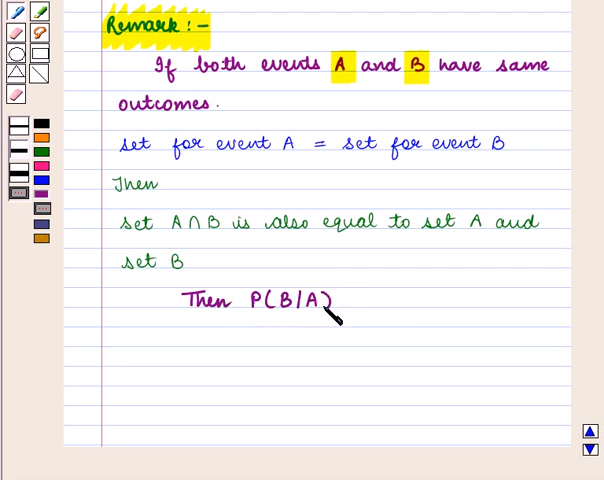 Remark :-
If both events A and B have same
outcomes.
set for event A = set for event B
Then
set A ∩ B is also equal to set A and
set B
Then P(B/A)